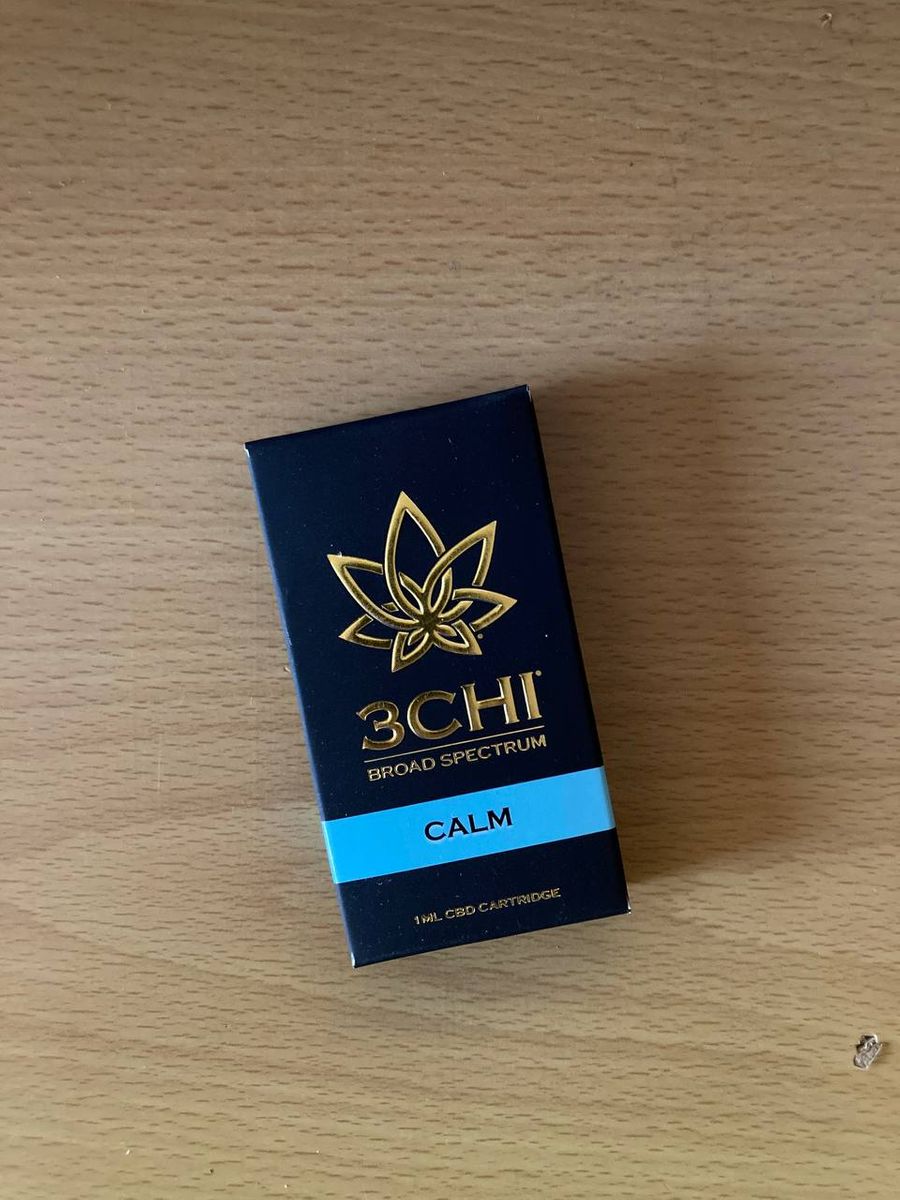 3CHI
BROAD SPECTRUM
CALM
1ML CBD CARTRIDGE